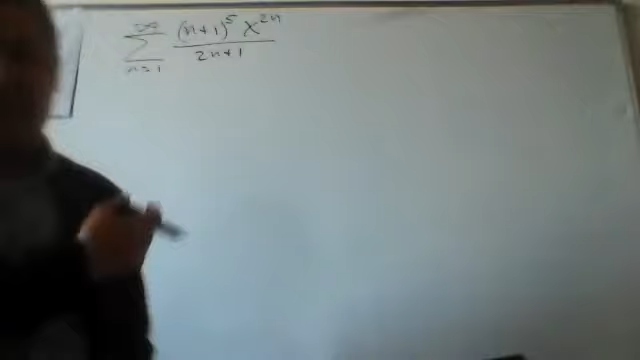 ∞
∑ (n+1)^5 x^{2n} / 2n+1
n=1